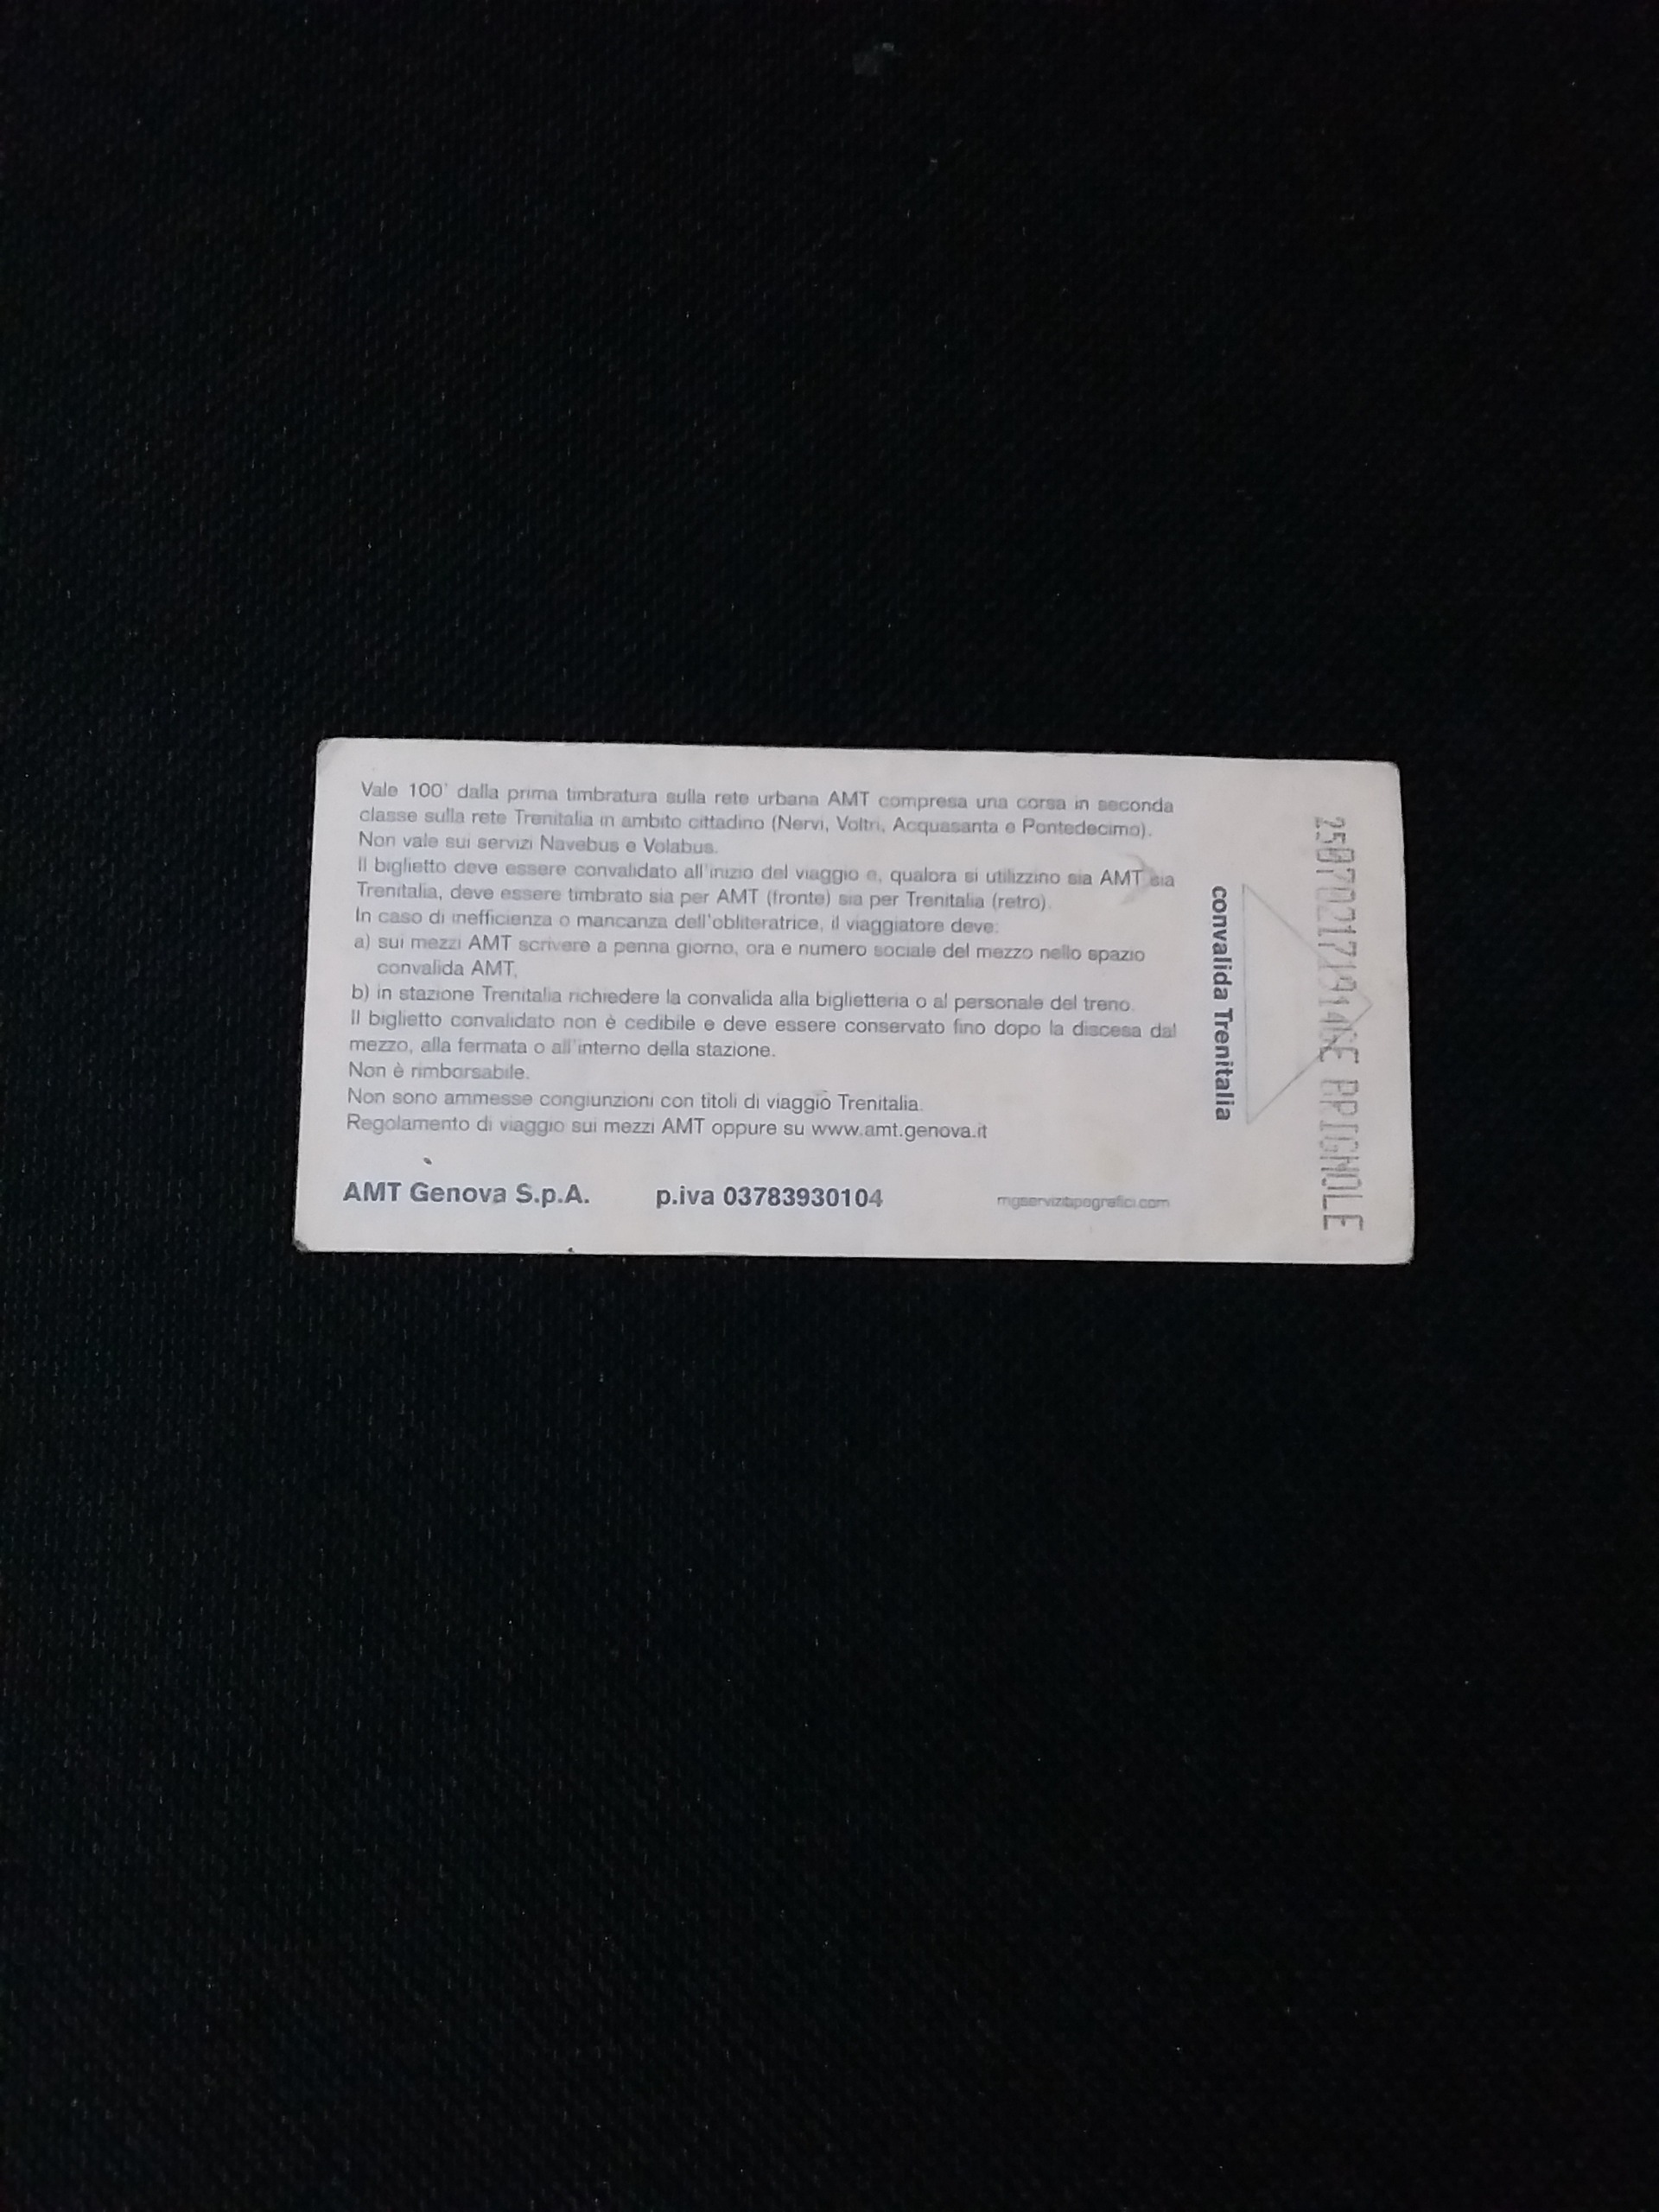 Vale 100' dalla prima timbratura sulla rete urbana AMT compresa una corsa in seconda
classe sulla rete Trenitalia in ambito cittadino (Nervi, Voltri, Acquasanta e Pontedecimo).
Non vale sui servizi Navebus e Volabus.
Il biglietto deve essere convalidato all'inizio del viaggio e, qualora si utilizzino sia AMT sia
Trenitalia, deve essere timbrato sia per AMT (fronte) sia per Trenitalia (retro).
In caso di inefficienza o mancanza dell'obliteratrice, il viaggiatore deve:
a) sui mezzi AMT scrivere a penna giorno, ora e numero sociale del mezzo nello spazio
convalida AMT,
b) in stazione Trenitalia richiedere la convalida alla biglietteria o al personale del treno.
Il biglietto convalidato non è cedibile e deve essere conservato fino dopo la discesa dal
mezzo, alla fermata o all'interno della stazione.
Non è rimborsabile.
Non sono ammesse congiunzioni con titoli di viaggio Trenitalia.
Regolamento di viaggio sui mezzi AMT oppure su www.amt.genova.it
AMT Genova S.p.A. p.iva 03783930104 mgservizitipografici.com
convalida Trenitalia
BRIGNOLE